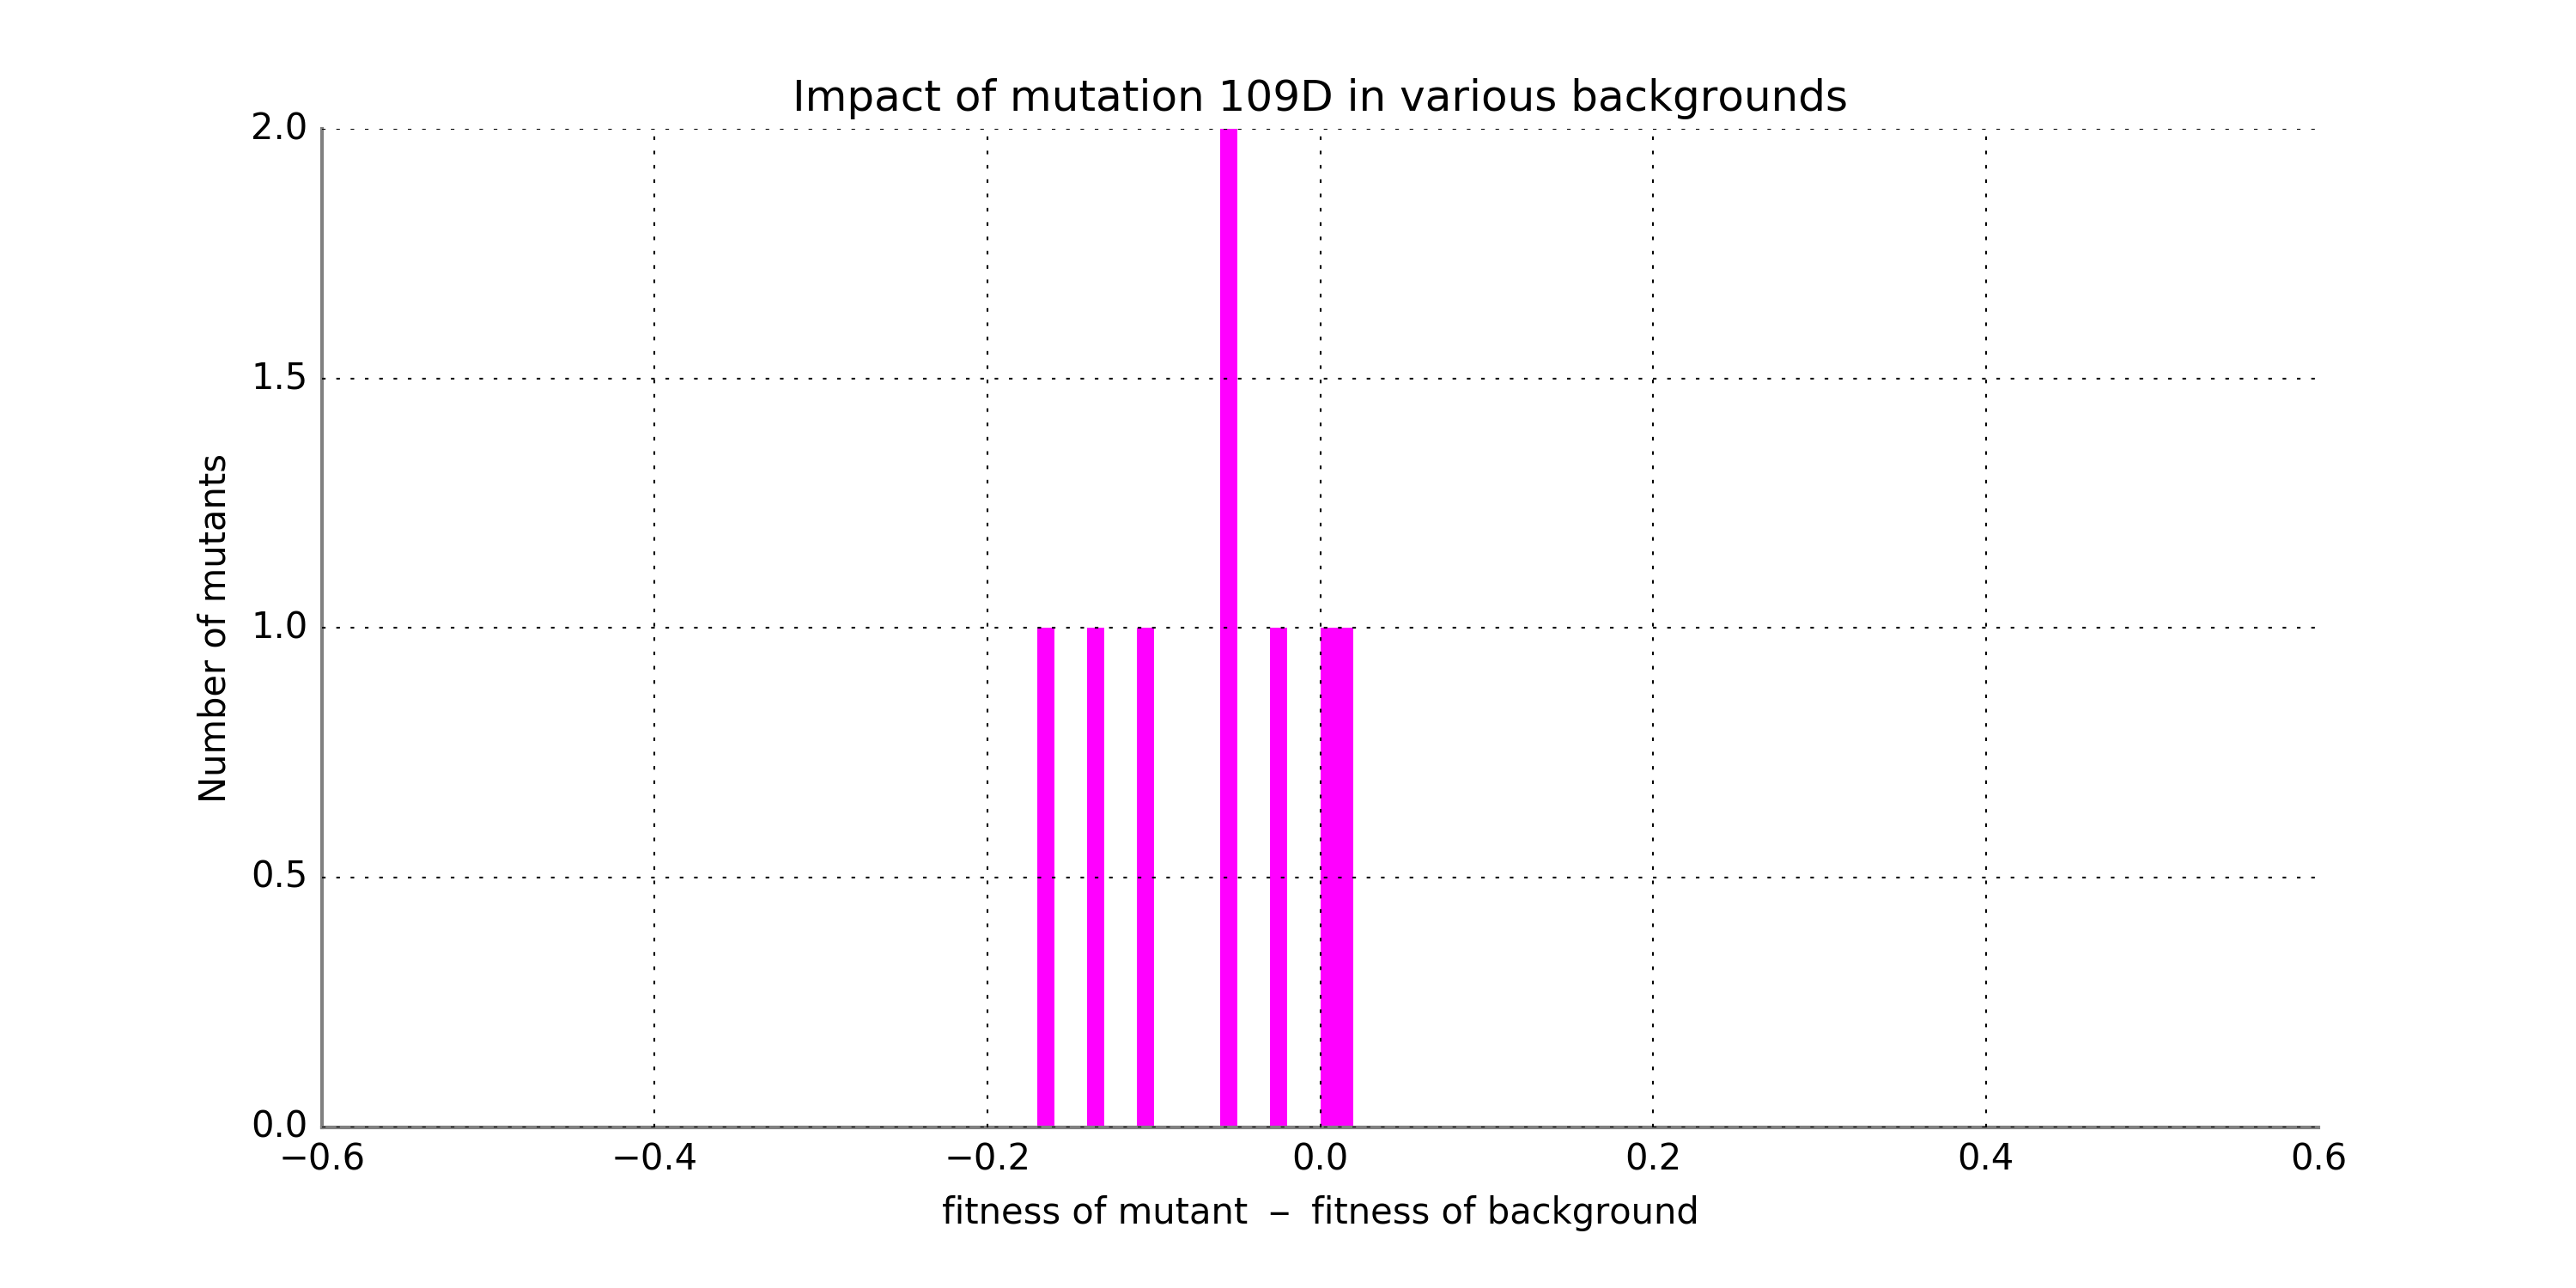 Impact of mutation 109D in various backgrounds
2.0
1.5
1.0
0.5
0.0
Number of mutants
−0.6 −0.4 −0.2 0.0 0.2 0.4 0.6
fitness of mutant − fitness of background